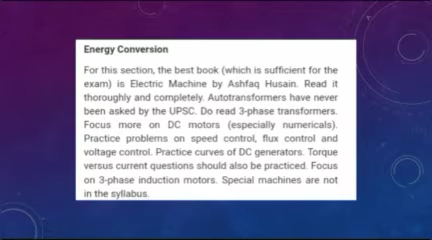 Energy Conversion
For this section, the best book (which is sufficient for the
exam) is Electric Machine by Ashfaq Husain. Read it
thoroughly and completely. Autotransformers have never
been asked by the UPSC. Do read 3-phase transformers.
Focus more on DC motors (especially numericals).
Practice problems on speed control, flux control and
voltage control. Practice curves of DC generators. Torque
versus current questions should also be practiced. Focus
on 3-phase induction motors. Special machines are not
in the syllabus.